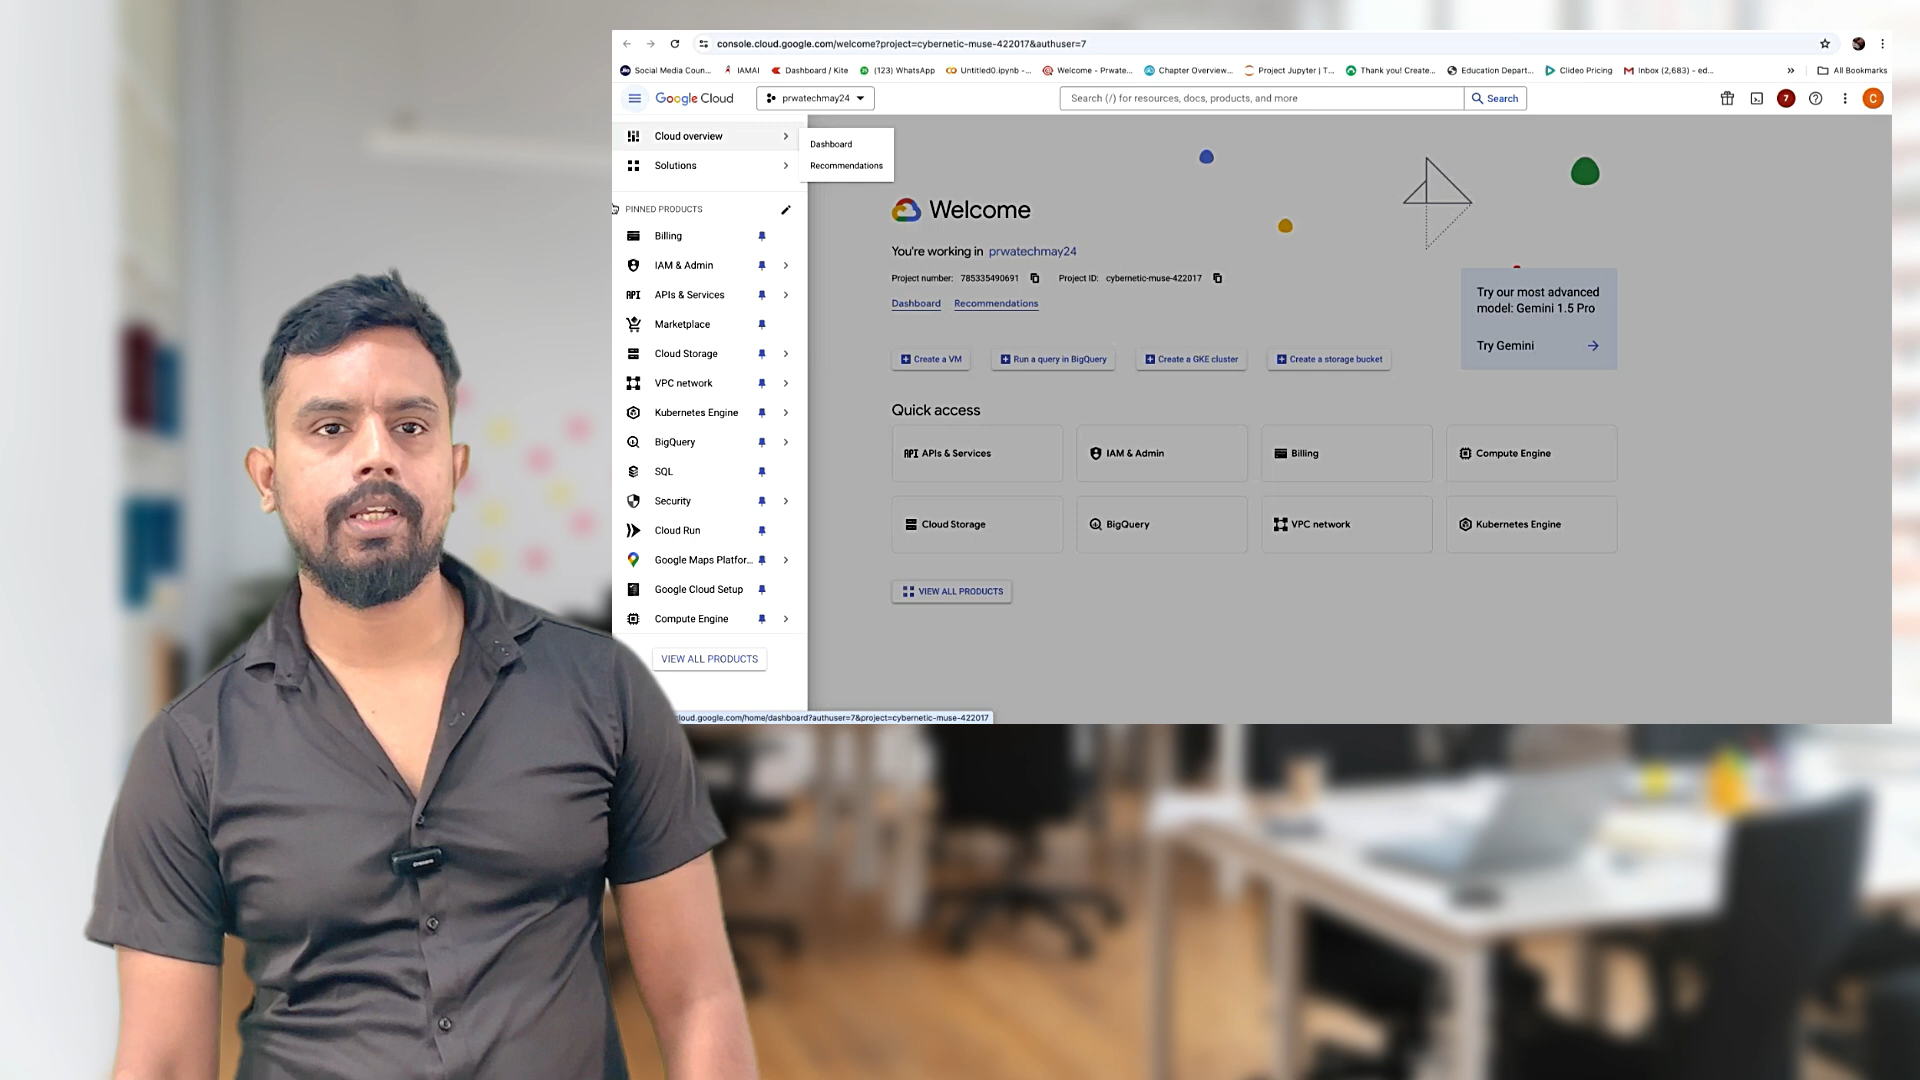 console.cloud.google.com/welcome?project=cybernetic-muse-422017&authuser=7
Social Media Coun... IAMAI Dashboard / Kite (123) WhatsApp Untitled0.ipynb -... Welcome - Prwate... Chapter Overview... Project Jupyter | T... Thank you! Create... Education Depart... Clideo Pricing Inbox (2,683) - ed... » All Bookmarks
Google Cloud prwatechmay24 Search (/) for resources, docs, products, and more Search 7 C
Cloud overview
Solutions
Dashboard
Recommendations
PINNED PRODUCTS
Billing
IAM & Admin
API APIs & Services
Marketplace
Cloud Storage
VPC network
Kubernetes Engine
BigQuery
SQL
Security
Cloud Run
Google Maps Platfor...
Google Cloud Setup
Compute Engine
VIEW ALL PRODUCTS
Welcome
You're working in prwatechmay24
Project number: 785335490691 Project ID: cybernetic-muse-422017
Dashboard Recommendations
Try our most advanced
model: Gemini 1.5 Pro
Try Gemini
Create a VM Run a query in BigQuery Create a GKE cluster Create a storage bucket
Quick access
API APIs & Services IAM & Admin Billing Compute Engine
Cloud Storage BigQuery VPC network Kubernetes Engine
VIEW ALL PRODUCTS
cloud.google.com/home/dashboard?authuser=7&project=cybernetic-muse-422017